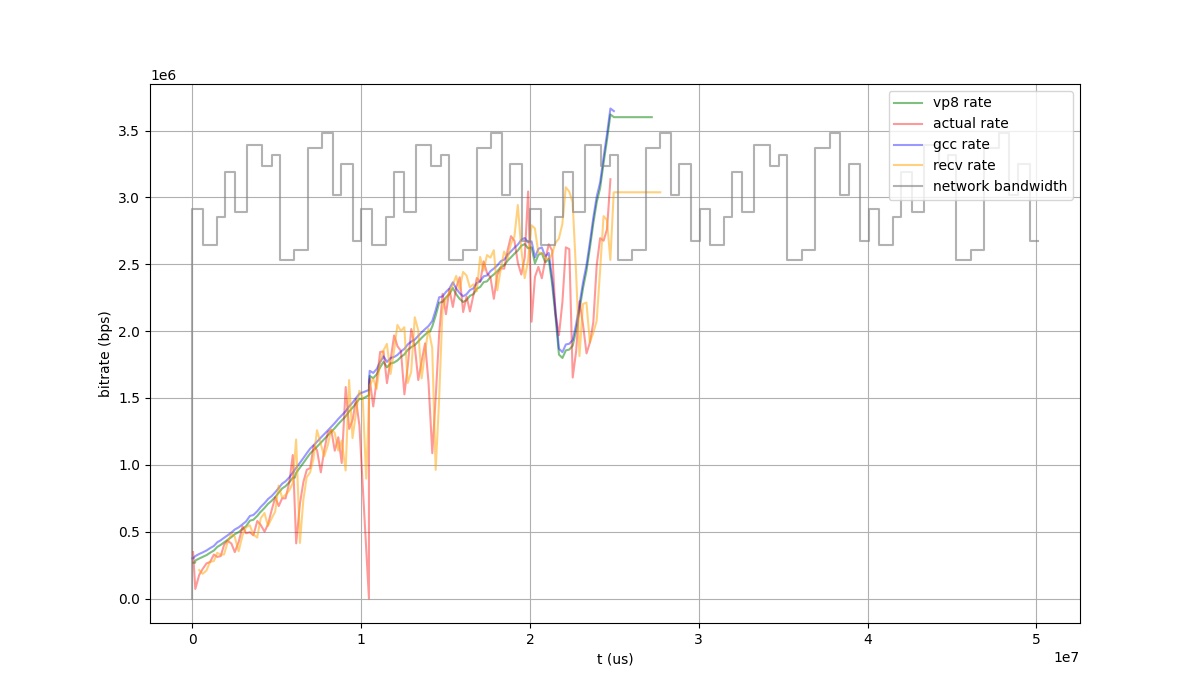 1e6
3.5
3.0
2.5
2.0
1.5
1.0
0.5
0.0
bitrate (bps)
vp8 rate
actual rate
gcc rate
recv rate
network bandwidth
0
1
2
3
4
5
t (us)
1e7